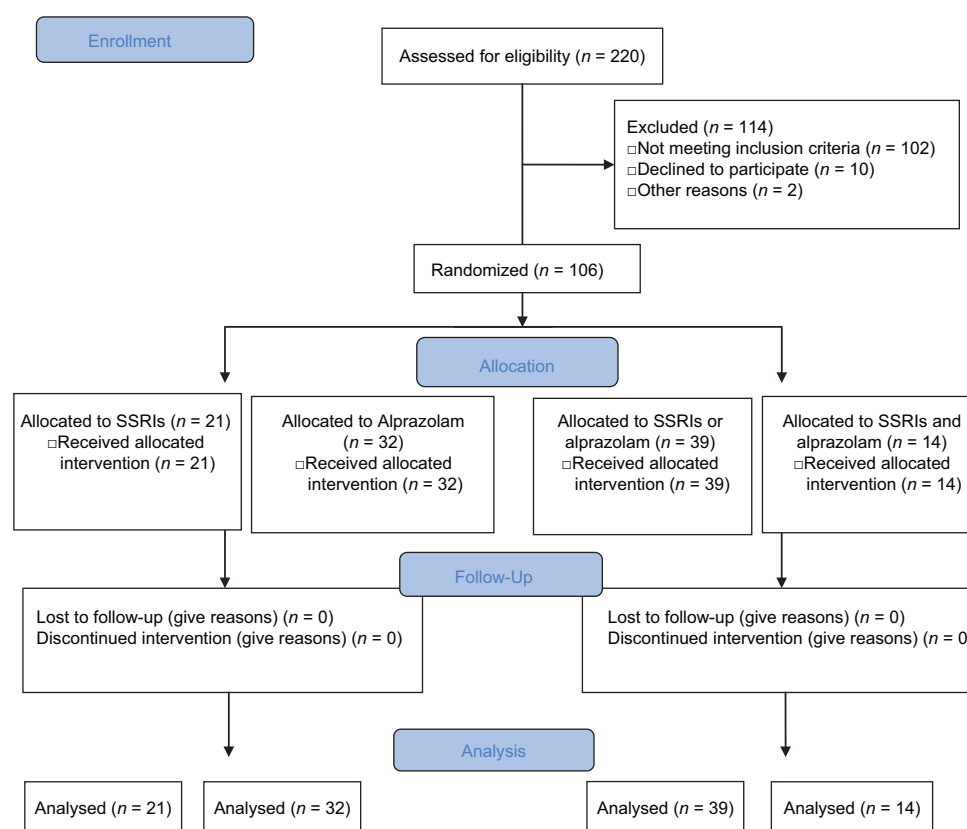 Enrollment
Assessed for eligibility (n = 220)
Excluded (n = 114)
□Not meeting inclusion criteria (n = 102)
□Declined to participate (n = 10)
□Other reasons (n = 2)
Randomized (n = 106)
Allocation
Allocated to SSRIs (n = 21)
□Received allocated
intervention (n = 21)
Allocated to Alprazolam
(n = 32)
□Received allocated
intervention (n = 32)
Allocated to SSRIs or
alprazolam (n = 39)
□Received allocated
intervention (n = 39)
Allocated to SSRIs and
alprazolam (n = 14)
□Received allocated
intervention (n = 14)
Follow-Up
Lost to follow-up (give reasons) (n = 0)
Discontinued intervention (give reasons) (n = 0)
Lost to follow-up (give reasons) (n = 0)
Discontinued intervention (give reasons) (n = 0
Analysis
Analysed (n = 21)
Analysed (n = 32)
Analysed (n = 39)
Analysed (n = 14)